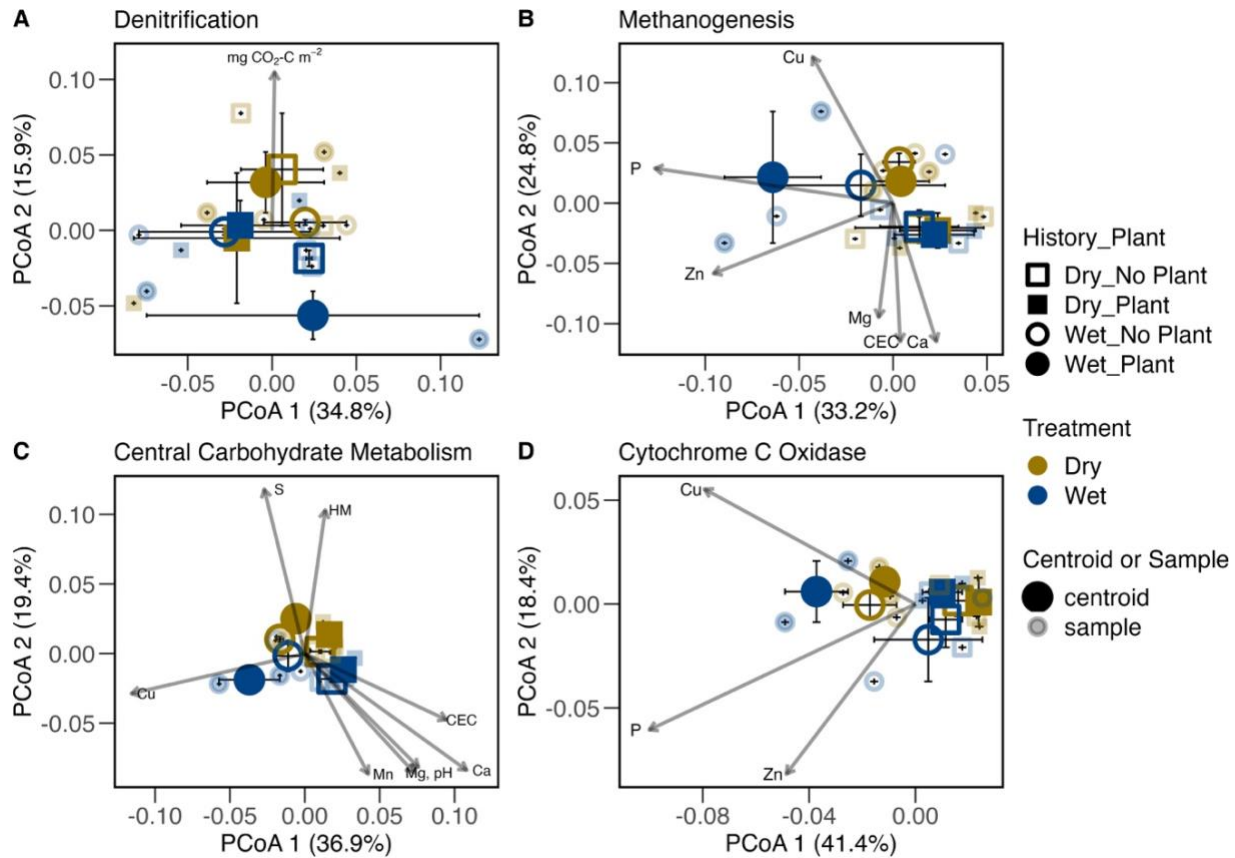 A Denitrification
mg CO₂-C m⁻²
0.10
0.05
0.00
-0.05
PCoA 2 (15.9%)
-0.05 0.00 0.05 0.10
PCoA 1 (34.8%)
B Methanogenesis
Cu
P
Zn
Mg
CEC Ca
0.10
0.05
0.00
-0.05
-0.10
PCoA 2 (24.8%)
-0.10 -0.05 0.00 0.05
PCoA 1 (33.2%)
History_Plant
Dry_No Plant
Dry_Plant
Wet_No Plant
Wet_Plant
Treatment
Dry
Wet
Centroid or Sample
centroid
sample
C Central Carbohydrate Metabolism
S
HM
Cu
CEC
Mn Mg, pH Ca
0.10
0.05
0.00
-0.05
PCoA 2 (19.4%)
-0.10 -0.05 0.00 0.05 0.10
PCoA 1 (36.9%)
D Cytochrome C Oxidase
Cu
P
Zn
0.05
0.00
-0.05
PCoA 2 (18.4%)
-0.08 -0.04 0.00
PCoA 1 (41.4%)